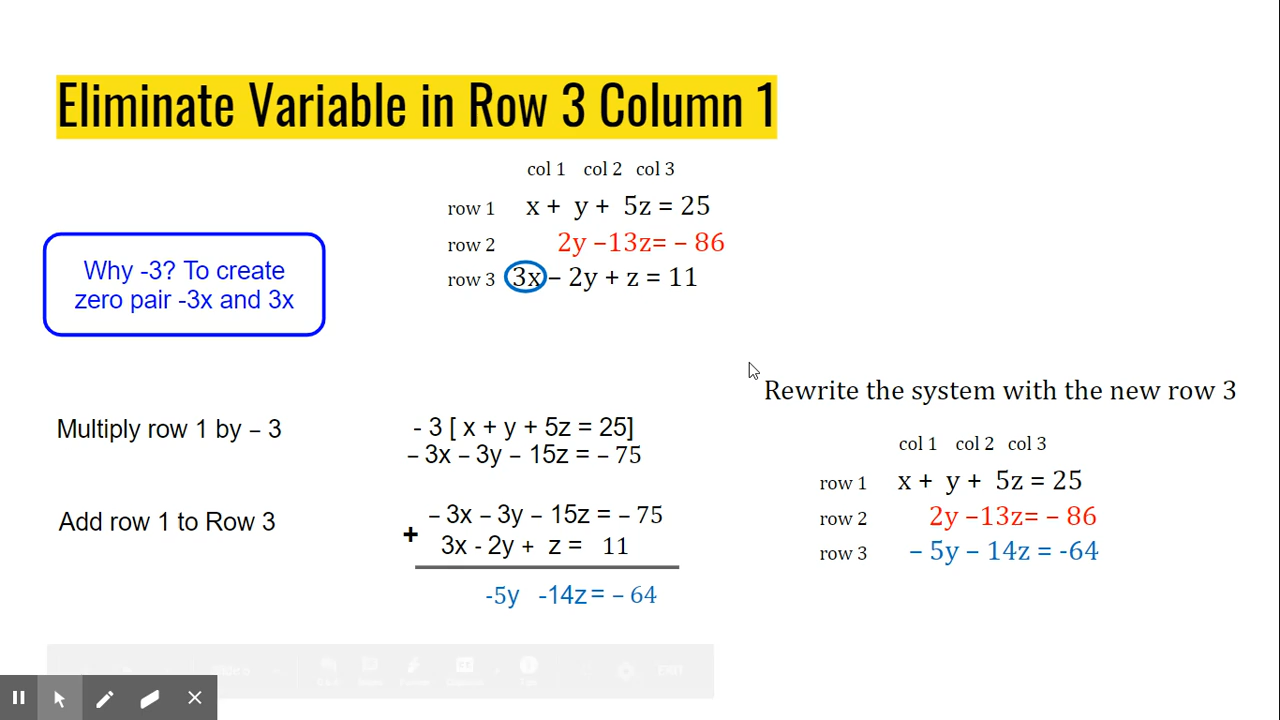 Eliminate Variable in Row 3 Column 1
col 1 col 2 col 3
row 1 x + y + 5z = 25
row 2 2y –13z= – 86
row 3 3x – 2y + z = 11
Why -3? To create
zero pair -3x and 3x
Multiply row 1 by – 3
- 3 [ x + y + 5z = 25]
– 3x – 3y – 15z = – 75
Add row 1 to Row 3
– 3x – 3y – 15z = – 75
+ 3x - 2y + z = 11
-5y -14z = – 64
Rewrite the system with the new row 3
col 1 col 2 col 3
row 1 x + y + 5z = 25
row 2 2y –13z= – 86
row 3 – 5y – 14z = -64